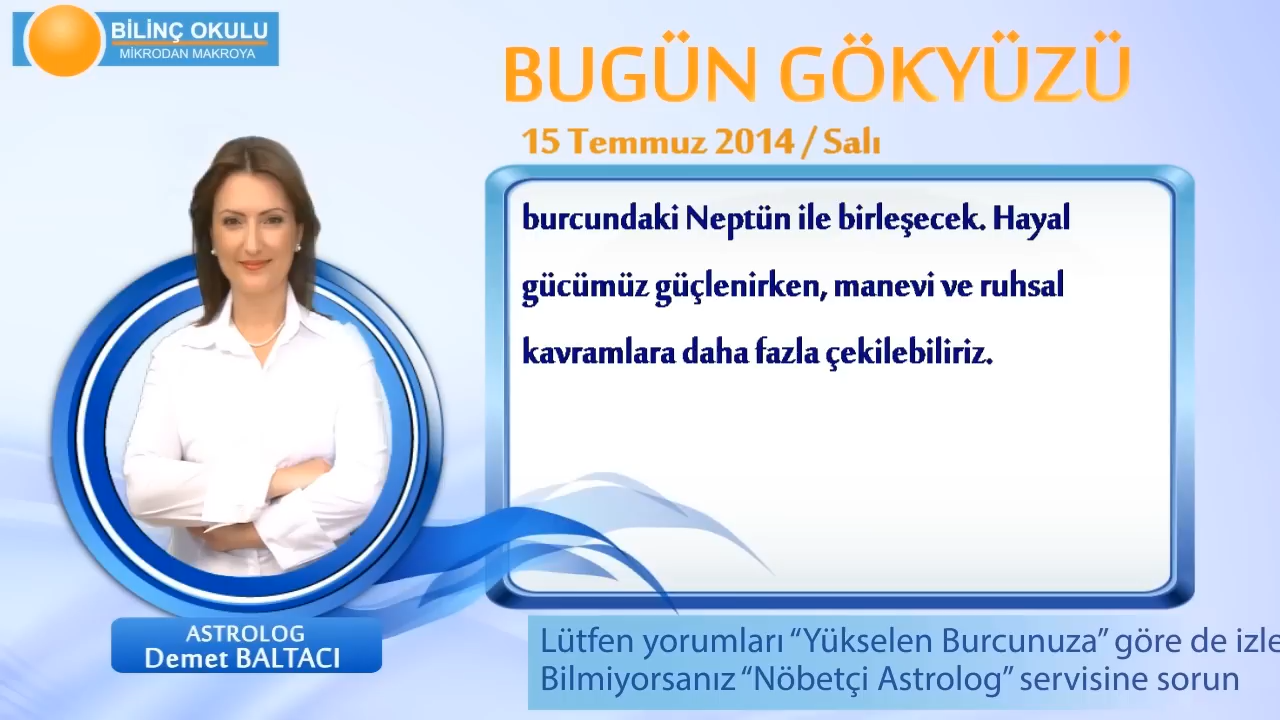 BİLİNÇ OKULU
MİKRODAN MAKROYA
BUGÜN GÖKYÜZÜ
15 Temmuz 2014 / Salı
burcundaki Neptün ile birleşecek. Hayal
gücümüz güçlenirken, manevi ve ruhsal
kavramlara daha fazla çekilebiliriz.
ASTROLOG
Demet BALTACI
Lütfen yorumları “Yükselen Burcunuza” göre de izle
Bilmiyorsanız “Nöbetçi Astrolog” servisine sorun